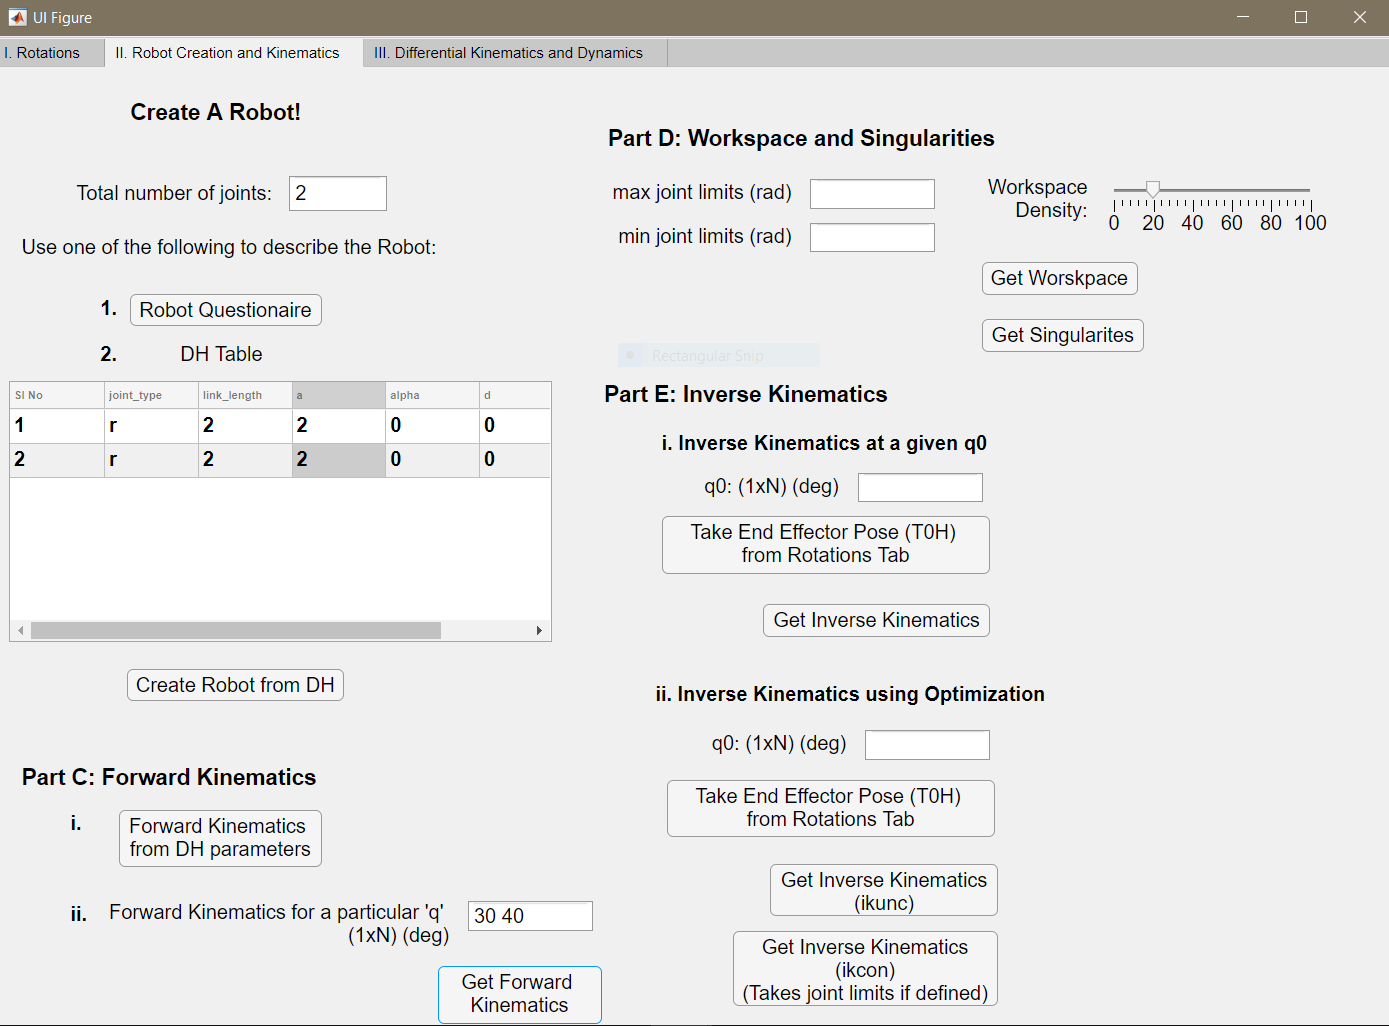 UI Figure
I. Rotations
II. Robot Creation and Kinematics
III. Differential Kinematics and Dynamics
Create A Robot!
Total number of joints:
2
Use one of the following to describe the Robot:
1.
Robot Questionaire
2.
DH Table
Sl No joint_type link_length a alpha d
1 r 2 2 0 0
2 r 2 2 0 0
Create Robot from DH
Part C: Forward Kinematics
i.
Forward Kinematics
from DH parameters
ii.
Forward Kinematics for a particular 'q'
(1xN) (deg)
30 40
Get Forward
Kinematics
Part D: Workspace and Singularities
max joint limits (rad)
min joint limits (rad)
Workspace
Density:
0 20 40 60 80 100
Get Worskpace
Get Singularites
Rectangular Snip
Part E: Inverse Kinematics
i. Inverse Kinematics at a given q0
q0: (1xN) (deg)
Take End Effector Pose (T0H)
from Rotations Tab
Get Inverse Kinematics
ii. Inverse Kinematics using Optimization
q0: (1xN) (deg)
Take End Effector Pose (T0H)
from Rotations Tab
Get Inverse Kinematics
(ikunc)
Get Inverse Kinematics
(ikcon)
(Takes joint limits if defined)